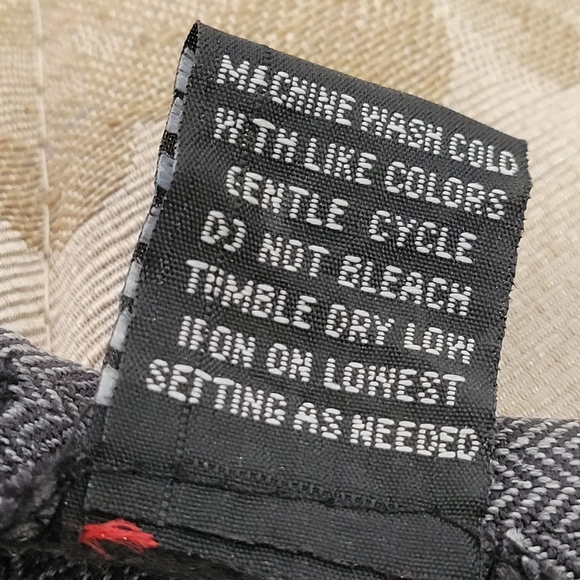 MACHINE WASH COLD
WITH LIKE COLORS
GENTLE CYCLE
DO NOT BLEACH
TUMBLE DRY LOW
IRON ON LOWEST
SETTING AS NEEDED